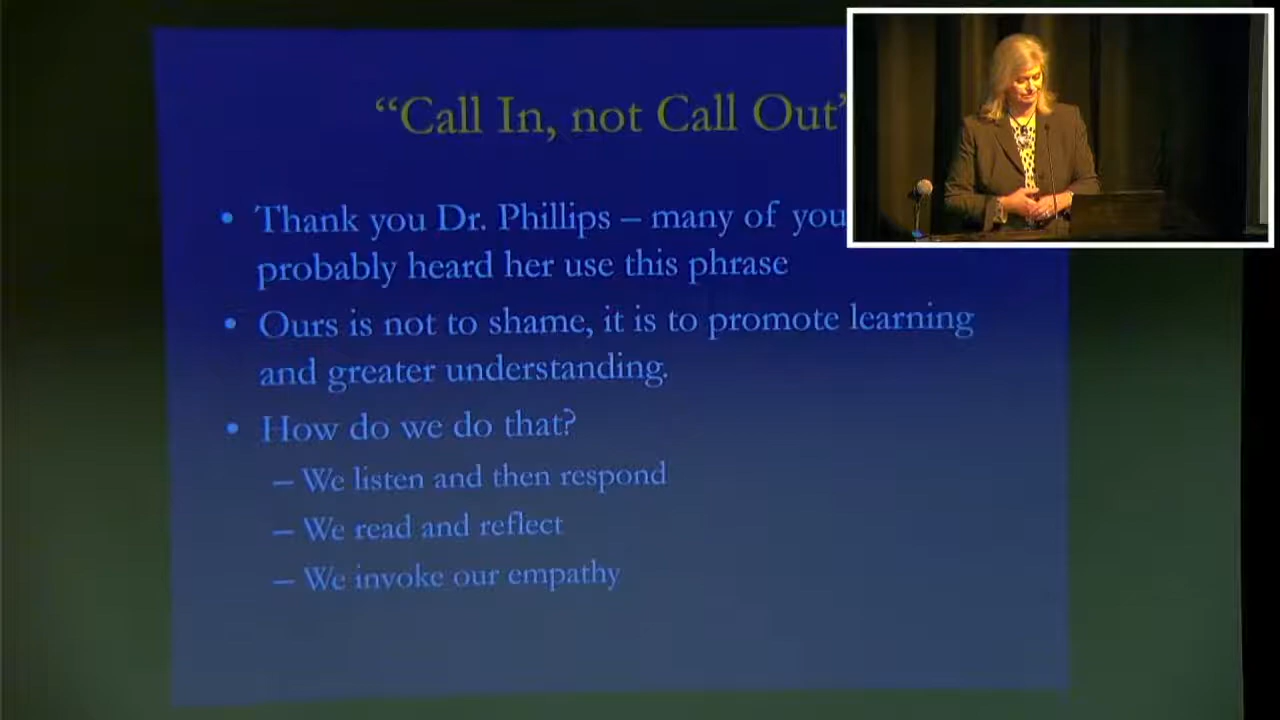 “Call In, not Call Out”
• Thank you Dr. Phillips – many of you
probably heard her use this phrase
• Ours is not to shame, it is to promote learning
and greater understanding.
• How do we do that?
– We listen and then respond
– We read and reflect
– We invoke our empathy